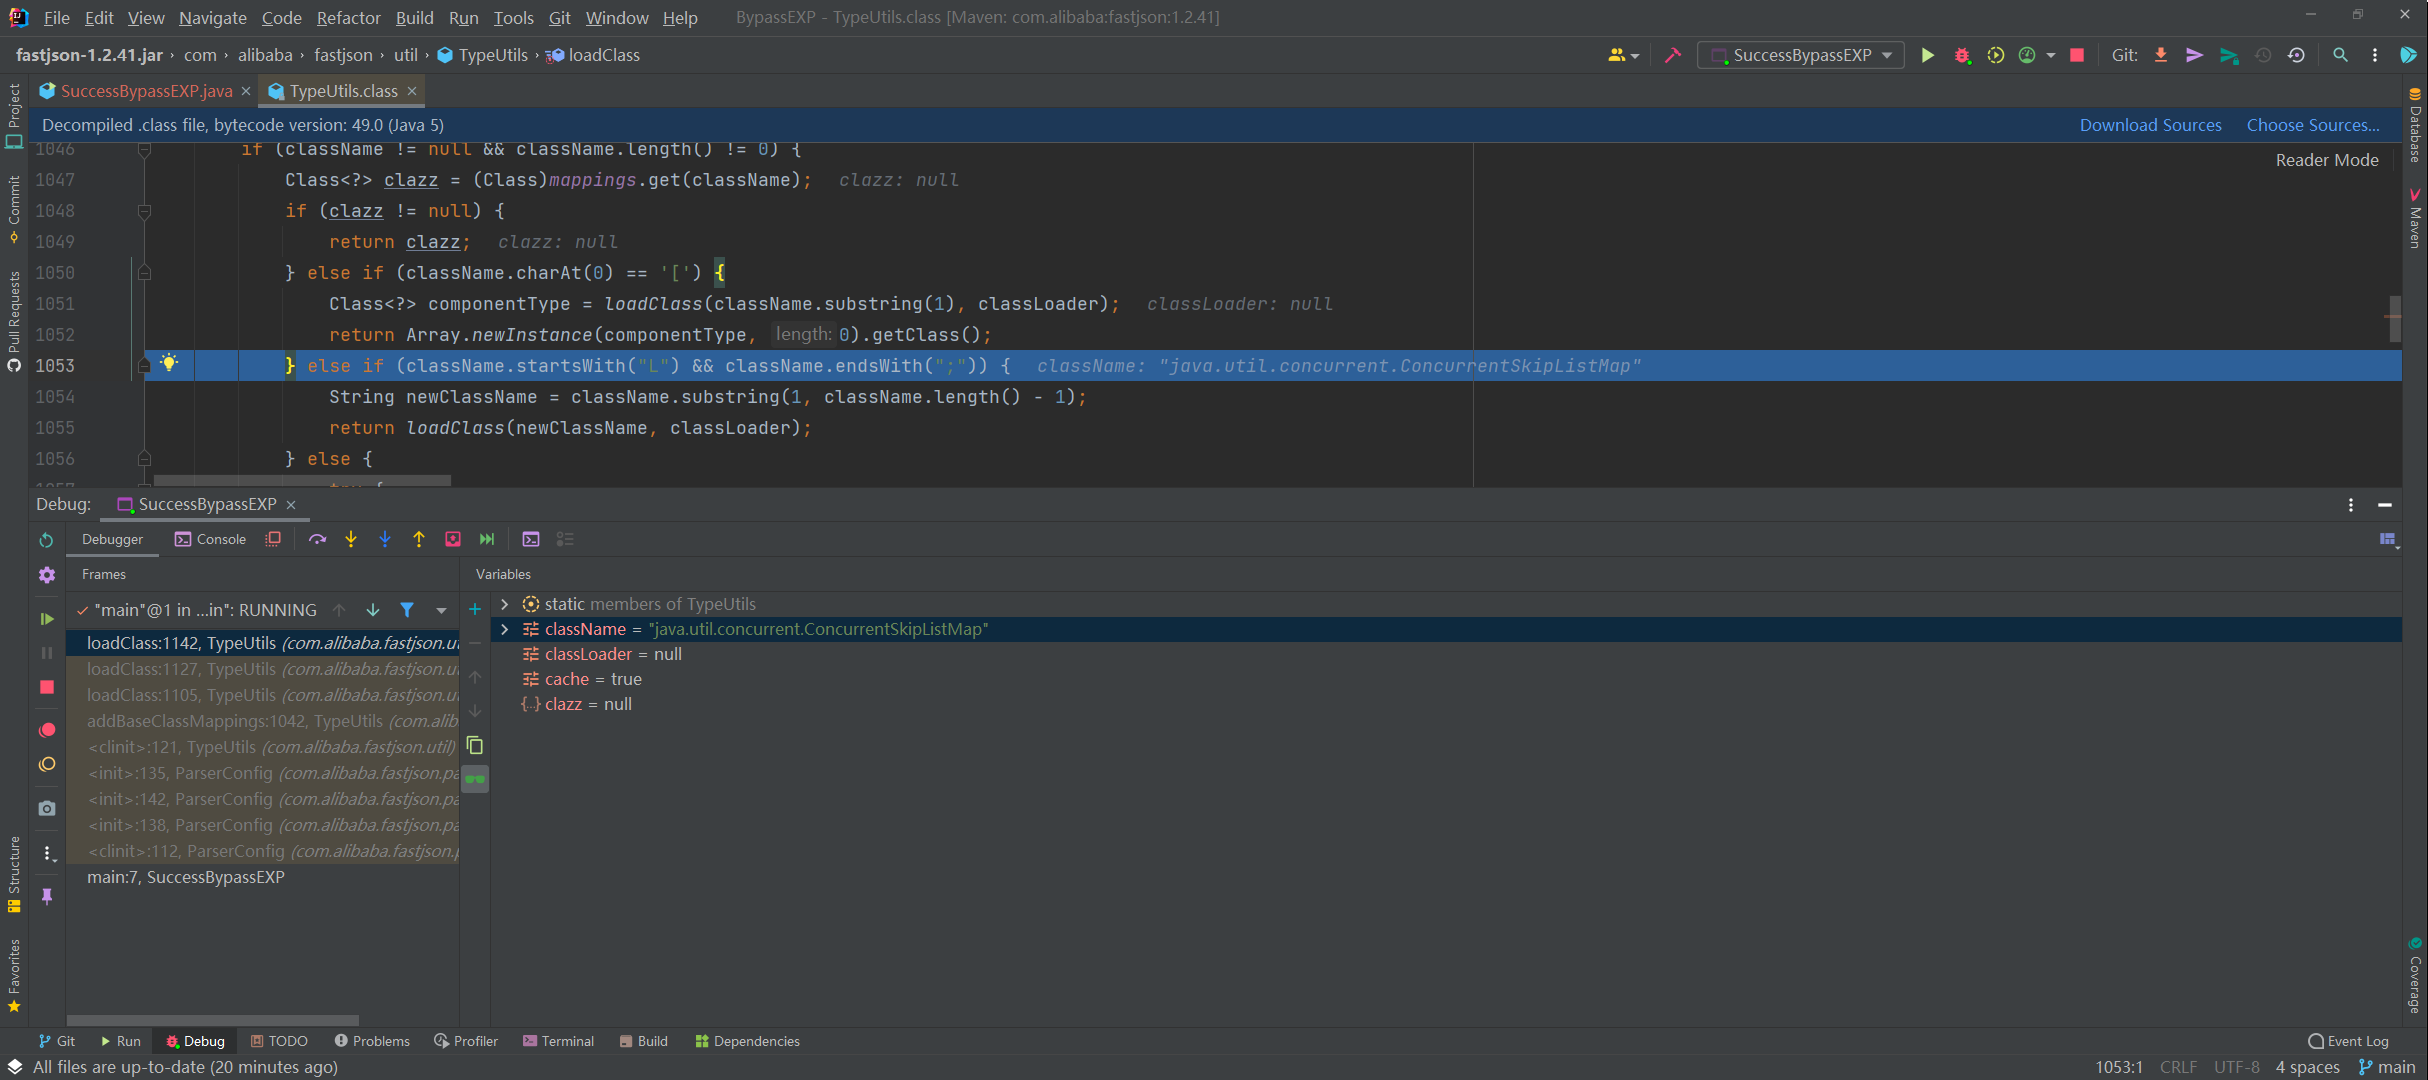 File Edit View Navigate Code Refactor Build Run Tools Git Window Help BypassEXP - TypeUtils.class [Maven: com.alibaba:fastjson:1.2.41]
fastjson-1.2.41.jar › com › alibaba › fastjson › util › TypeUtils › loadClass SuccessBypassEXP Git:
SuccessBypassEXP.java TypeUtils.class
Decompiled .class file, bytecode version: 49.0 (Java 5) Download Sources Choose Sources...
Reader Mode
1046 if (className != null && className.length() != 0) {
1047 Class<?> clazz = (Class)mappings.get(className); clazz: null
1048 if (clazz != null) {
1049 return clazz; clazz: null
1050 } else if (className.charAt(0) == '[') {
1051 Class<?> componentType = loadClass(className.substring(1), classLoader); classLoader: null
1052 return Array.newInstance(componentType, length: 0).getClass();
1053 } else if (className.startsWith("L") && className.endsWith(";")) { className: "java.util.concurrent.ConcurrentSkipListMap"
1054 String newClassName = className.substring(1, className.length() - 1);
1055 return loadClass(newClassName, classLoader);
1056 } else {
1057 try {
Project
Commit
Pull Requests
Structure
Favorites
Database
Maven
Coverage
Debug: SuccessBypassEXP
Debugger Console
Frames
"main"@1 in ...in": RUNNING
loadClass:1142, TypeUtils (com.alibaba.fastjson.ut
loadClass:1127, TypeUtils (com.alibaba.fastjson.ut
loadClass:1105, TypeUtils (com.alibaba.fastjson.ut
addBaseClassMappings:1042, TypeUtils (com.alib
<clinit>:121, TypeUtils (com.alibaba.fastjson.util)
<init>:135, ParserConfig (com.alibaba.fastjson.pa
<init>:142, ParserConfig (com.alibaba.fastjson.pa
<init>:138, ParserConfig (com.alibaba.fastjson.pa
<clinit>:112, ParserConfig (com.alibaba.fastjson.p
main:7, SuccessBypassEXP
Variables
static members of TypeUtils
className = "java.util.concurrent.ConcurrentSkipListMap"
classLoader = null
cache = true
clazz = null
Git Run Debug TODO Problems Profiler Terminal Build Dependencies Event Log
All files are up-to-date (20 minutes ago) 1053:1 CRLF UTF-8 4 spaces main